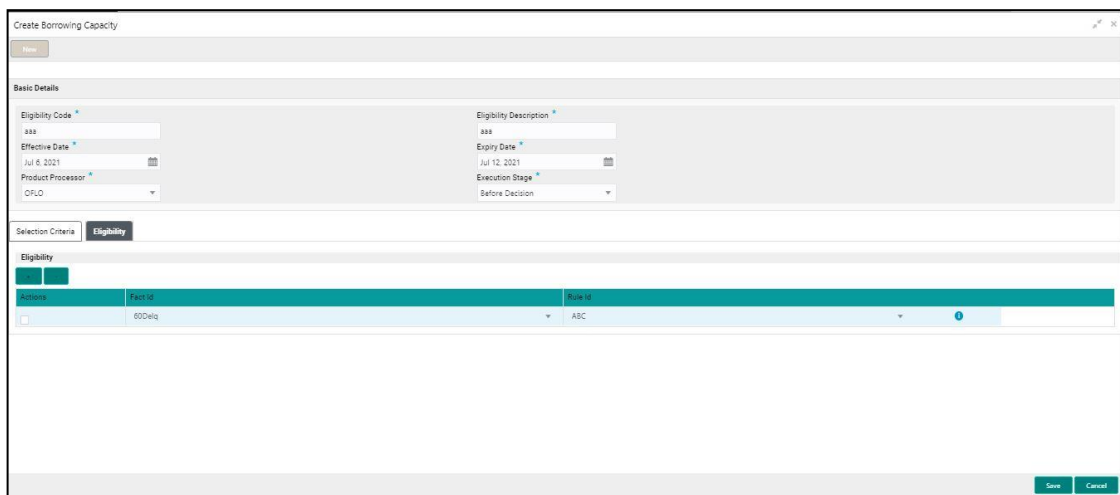 Create Borrowing Capacity
New
Basic Details
Eligibility Code * Eligibility Description *
aaa aaa
Effective Date * Expiry Date *
Jul 6, 2021 Jul 12, 2021
Product Processor * Execution Stage *
OFLO Before Decision
Selection Criteria Eligibility
Eligibility
Actions Fact Id Rule Id
60Delq ABC
Save Cancel